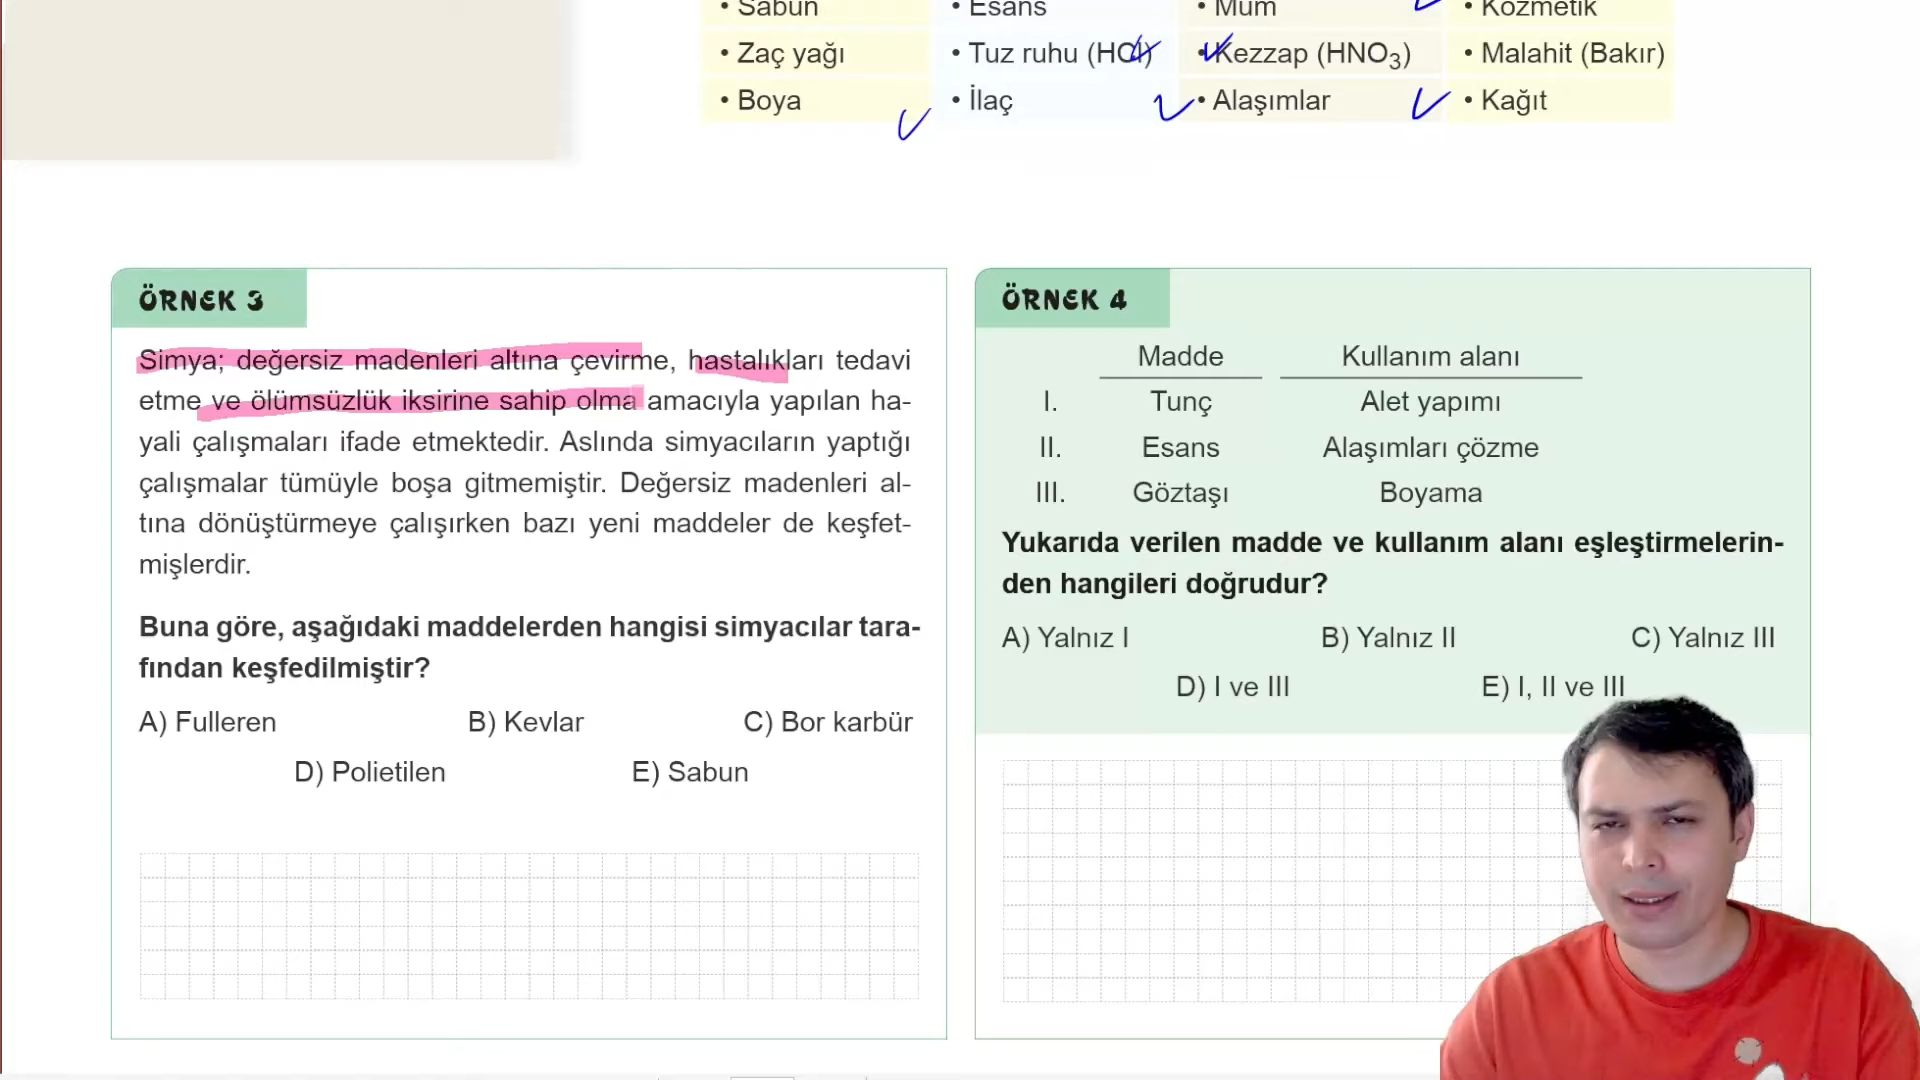 • Sabun • Esans • Mum • Kozmetik
• Zaç yağı • Tuz ruhu (HCl) • Kezzap (HNO₃) • Malahit (Bakır)
• Boya • İlaç • Alaşımlar • Kağıt
ÖRNEK 3
Simya; değersiz madenleri altına çevirme, hastalıkları tedavi
etme ve ölümsüzlük iksirine sahip olma amacıyla yapılan ha-
yali çalışmaları ifade etmektedir. Aslında simyacıların yaptığı
çalışmalar tümüyle boşa gitmemiştir. Değersiz madenleri al-
tına dönüştürmeye çalışırken bazı yeni maddeler de keşfet-
mişlerdir.
Buna göre, aşağıdaki maddelerden hangisi simyacılar tara-
fından keşfedilmiştir?
A) Fulleren B) Kevlar C) Bor karbür
D) Polietilen E) Sabun
ÖRNEK 4
Madde Kullanım alanı
I. Tunç Alet yapımı
II. Esans Alaşımları çözme
III. Göztaşı Boyama
Yukarıda verilen madde ve kullanım alanı eşleştirmelerin-
den hangileri doğrudur?
A) Yalnız I B) Yalnız II C) Yalnız III
D) I ve III E) I, II ve III